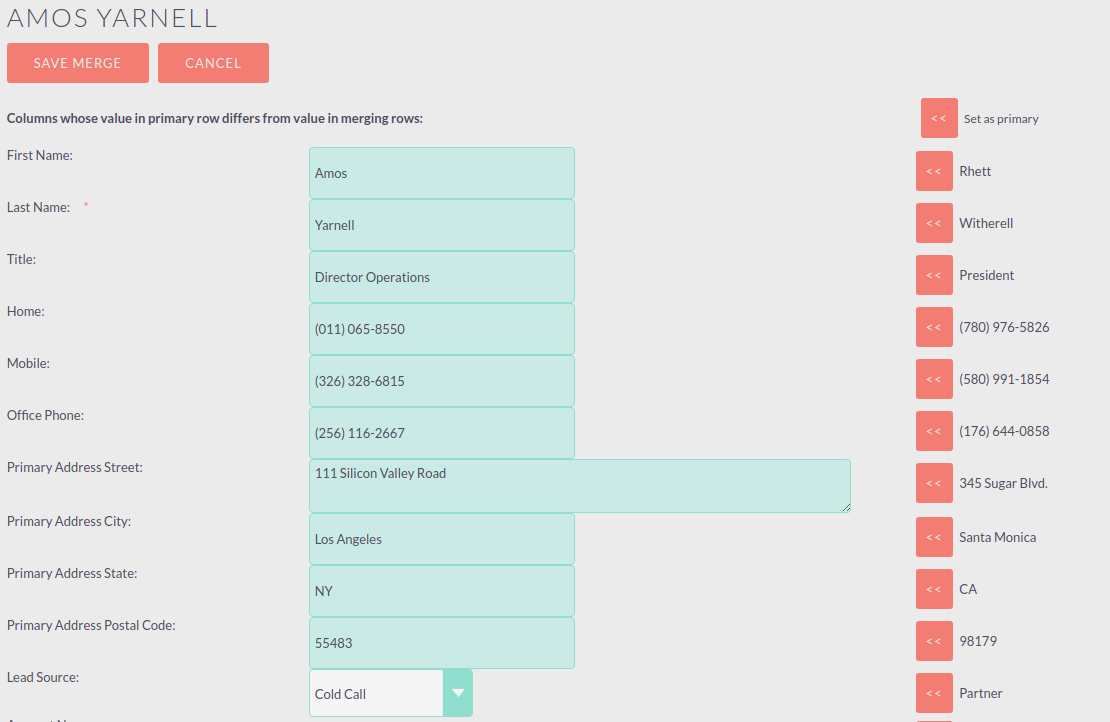 AMOS YARNELL
SAVE MERGE CANCEL
Columns whose value in primary row differs from value in merging rows: << Set as primary
First Name: Amos << Rhett
Last Name: * Yarnell << Witherell
Title: Director Operations << President
Home: (011) 065-8550 << (780) 976-5826
Mobile: (326) 328-6815 << (580) 991-1854
Office Phone: (256) 116-2667 << (176) 644-0858
Primary Address Street: 111 Silicon Valley Road << 345 Sugar Blvd.
Primary Address City: Los Angeles << Santa Monica
Primary Address State: NY << CA
Primary Address Postal Code: 55483 << 98179
Lead Source: Cold Call << Partner